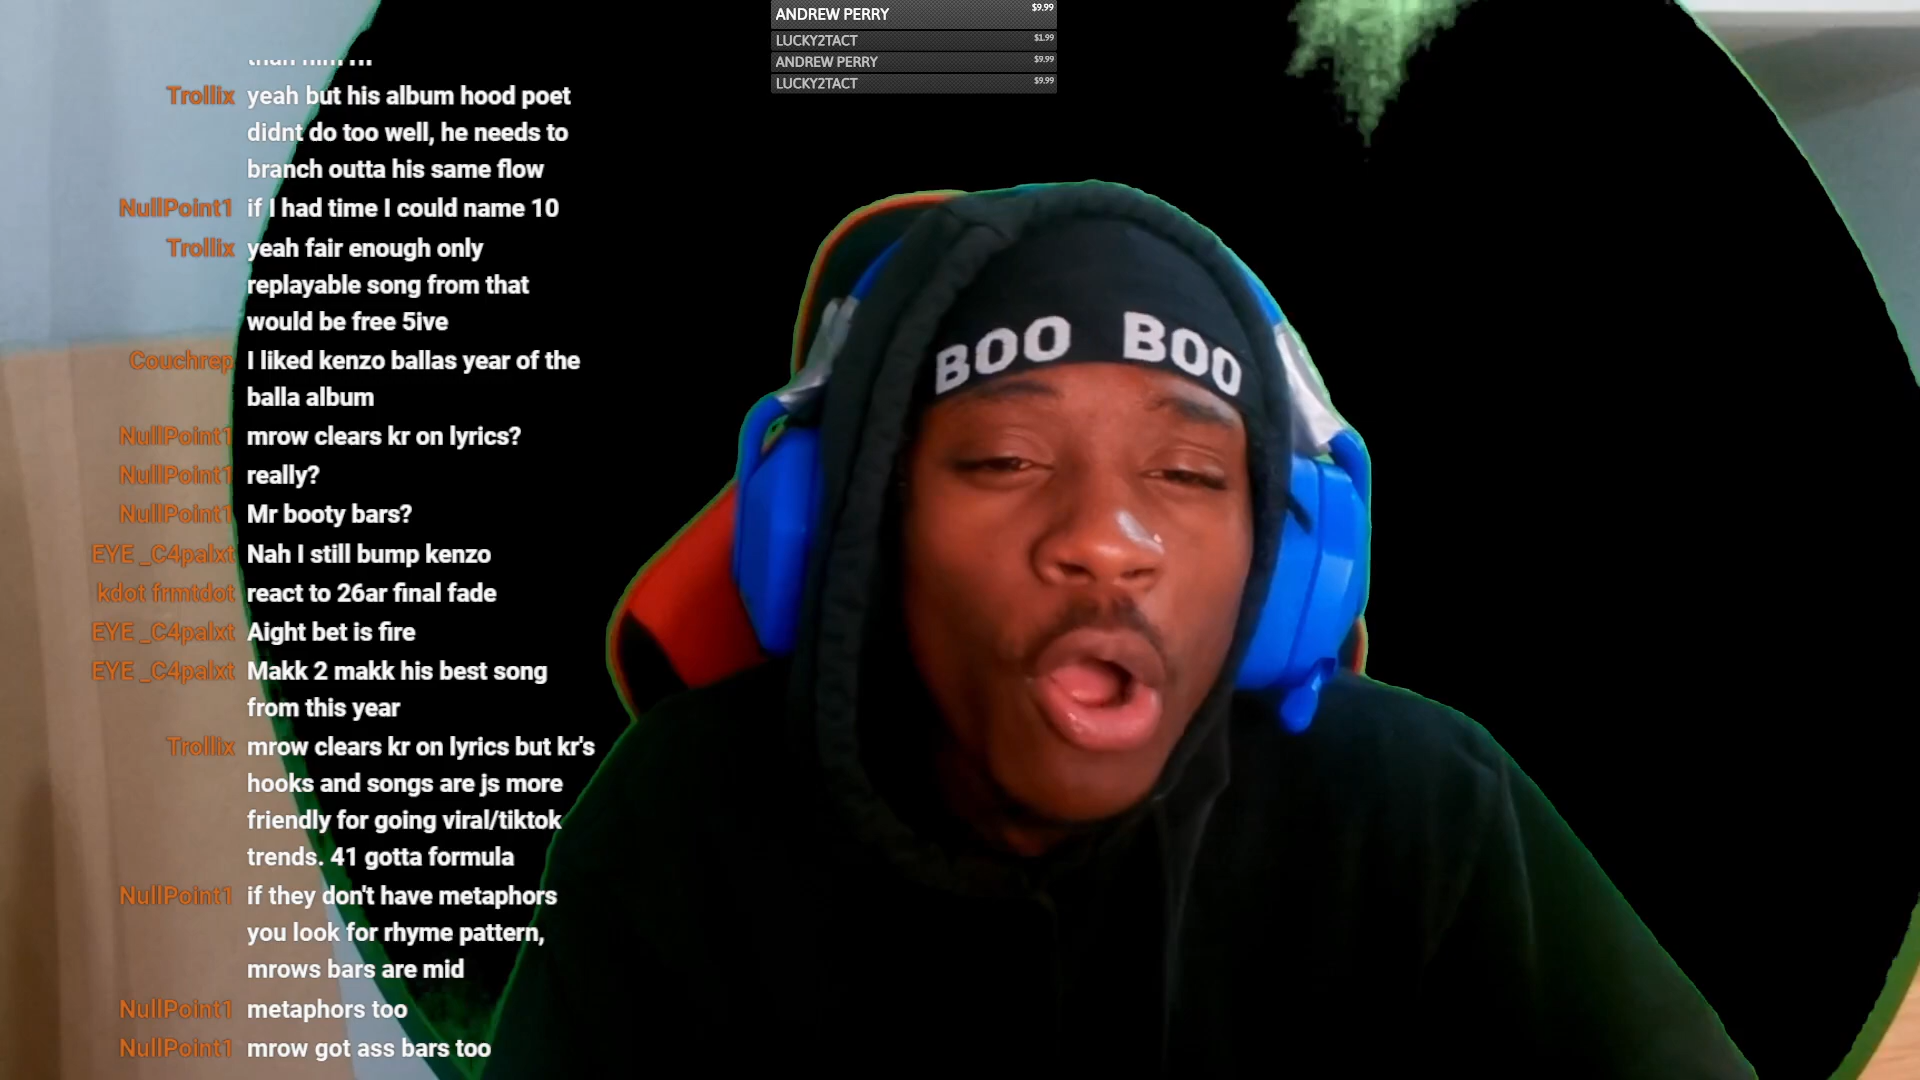 ANDREW PERRY $9.99
LUCKY2TACT $1.99
ANDREW PERRY $9.99
LUCKY2TACT $9.99
Trollix yeah but his album hood poet
didnt do too well, he needs to
branch outta his same flow
NullPoint1 if I had time I could name 10
Trollix yeah fair enough only
replayable song from that
would be free 5ive
Couchrep I liked kenzo ballas year of the
balla album
NullPoint1 mrow clears kr on lyrics?
NullPoint1 really?
NullPoint1 Mr booty bars?
EYE _C4palxt Nah I still bump kenzo
kdot frmtdot react to 26ar final fade
EYE _C4palxt Aight bet is fire
EYE _C4palxt Makk 2 makk his best song
from this year
Trollix mrow clears kr on lyrics but kr's
hooks and songs are js more
friendly for going viral/tiktok
trends. 41 gotta formula
NullPoint1 if they don't have metaphors
you look for rhyme pattern,
mrows bars are mid
NullPoint1 metaphors too
NullPoint1 mrow got ass bars too
BOO BOO